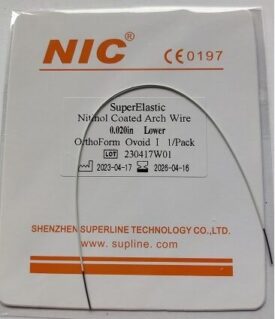 NIC®
CE 0197
SuperElastic
Nitinol Coated Arch Wire
0.020in Lower
OrthoForm Ovoid I 1/Pack
LOT 230417W01
2023-04-17 2026-04-16
SHENZHEN SUPERLINE TECHNOLOGY CO.,LTD.
www. supline. com